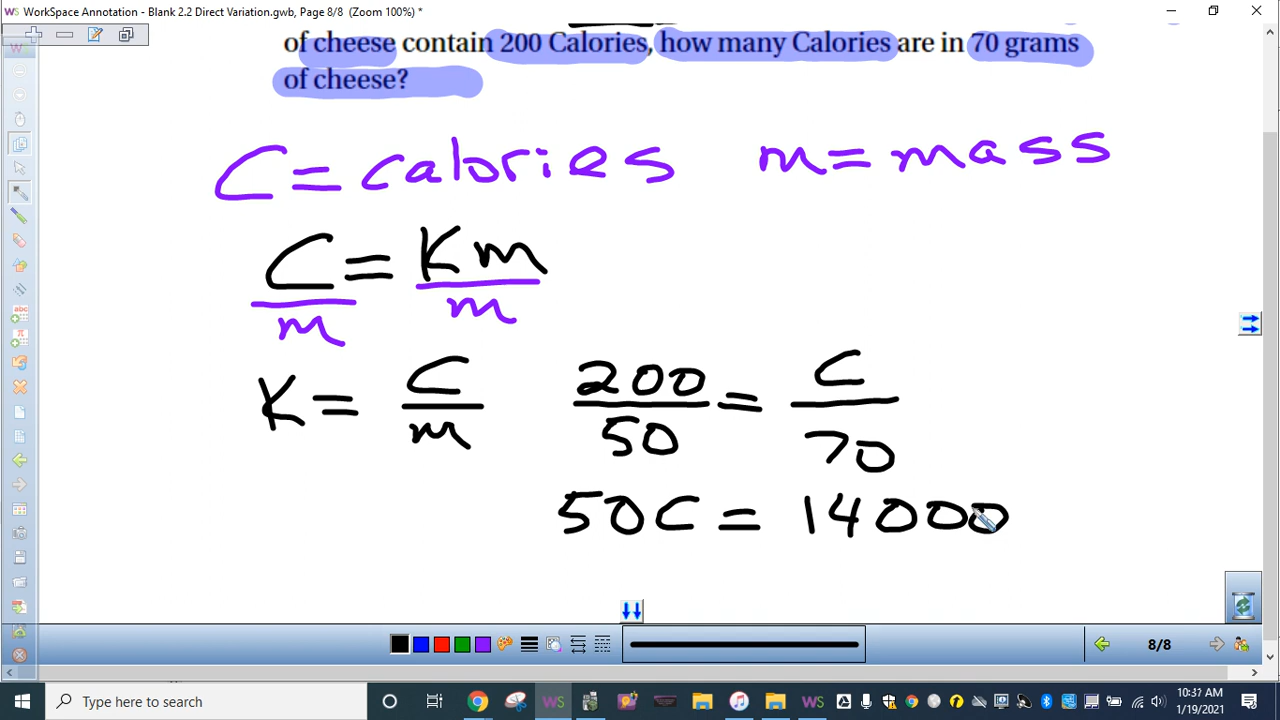 WorkSpace Annotation - Blank 2.2 Direct Variation.gwb, Page 8/8 (Zoom 100%) *
of cheese contain 200 Calories, how many Calories are in 70 grams
of cheese?
C = calories m = mass
C = Km
m m
K = C/m 200/50 = C/70
50C = 14000
8/8
Type here to search
10:37 AM
1/19/2021